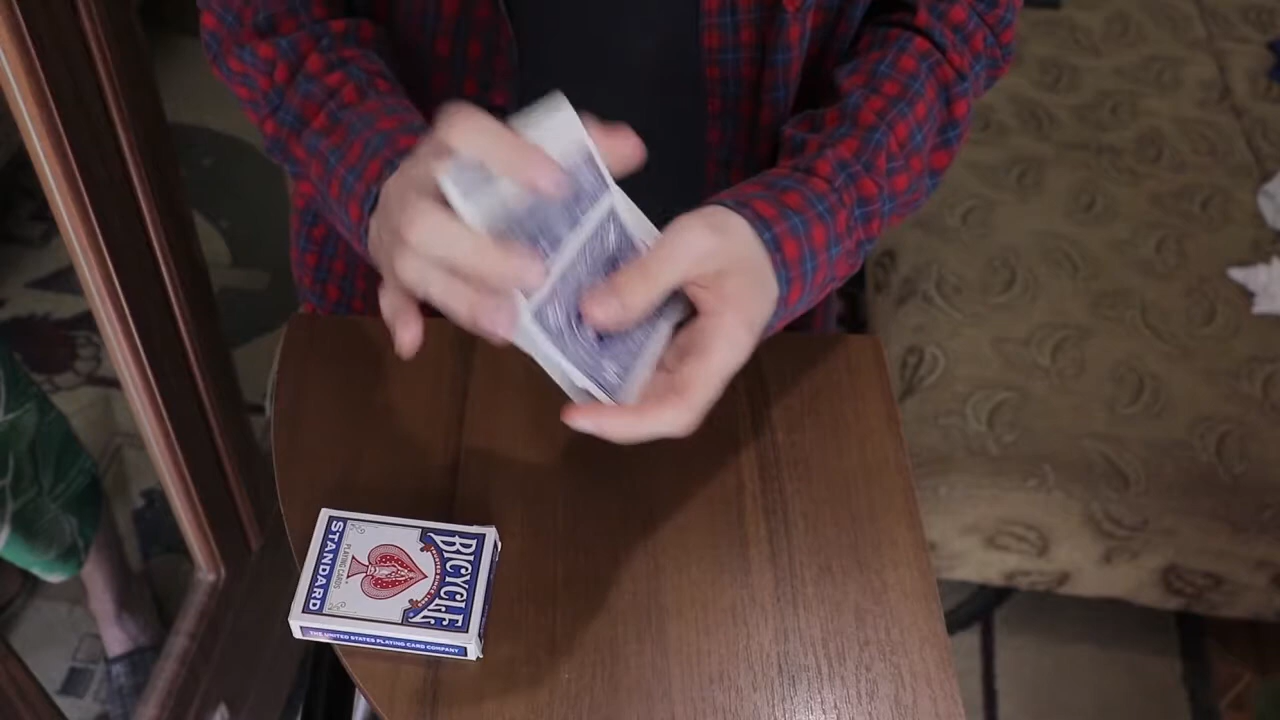 BICYCLE
PLAYING CARDS
STANDARD
THE UNITED STATES PLAYING CARD COMPANY